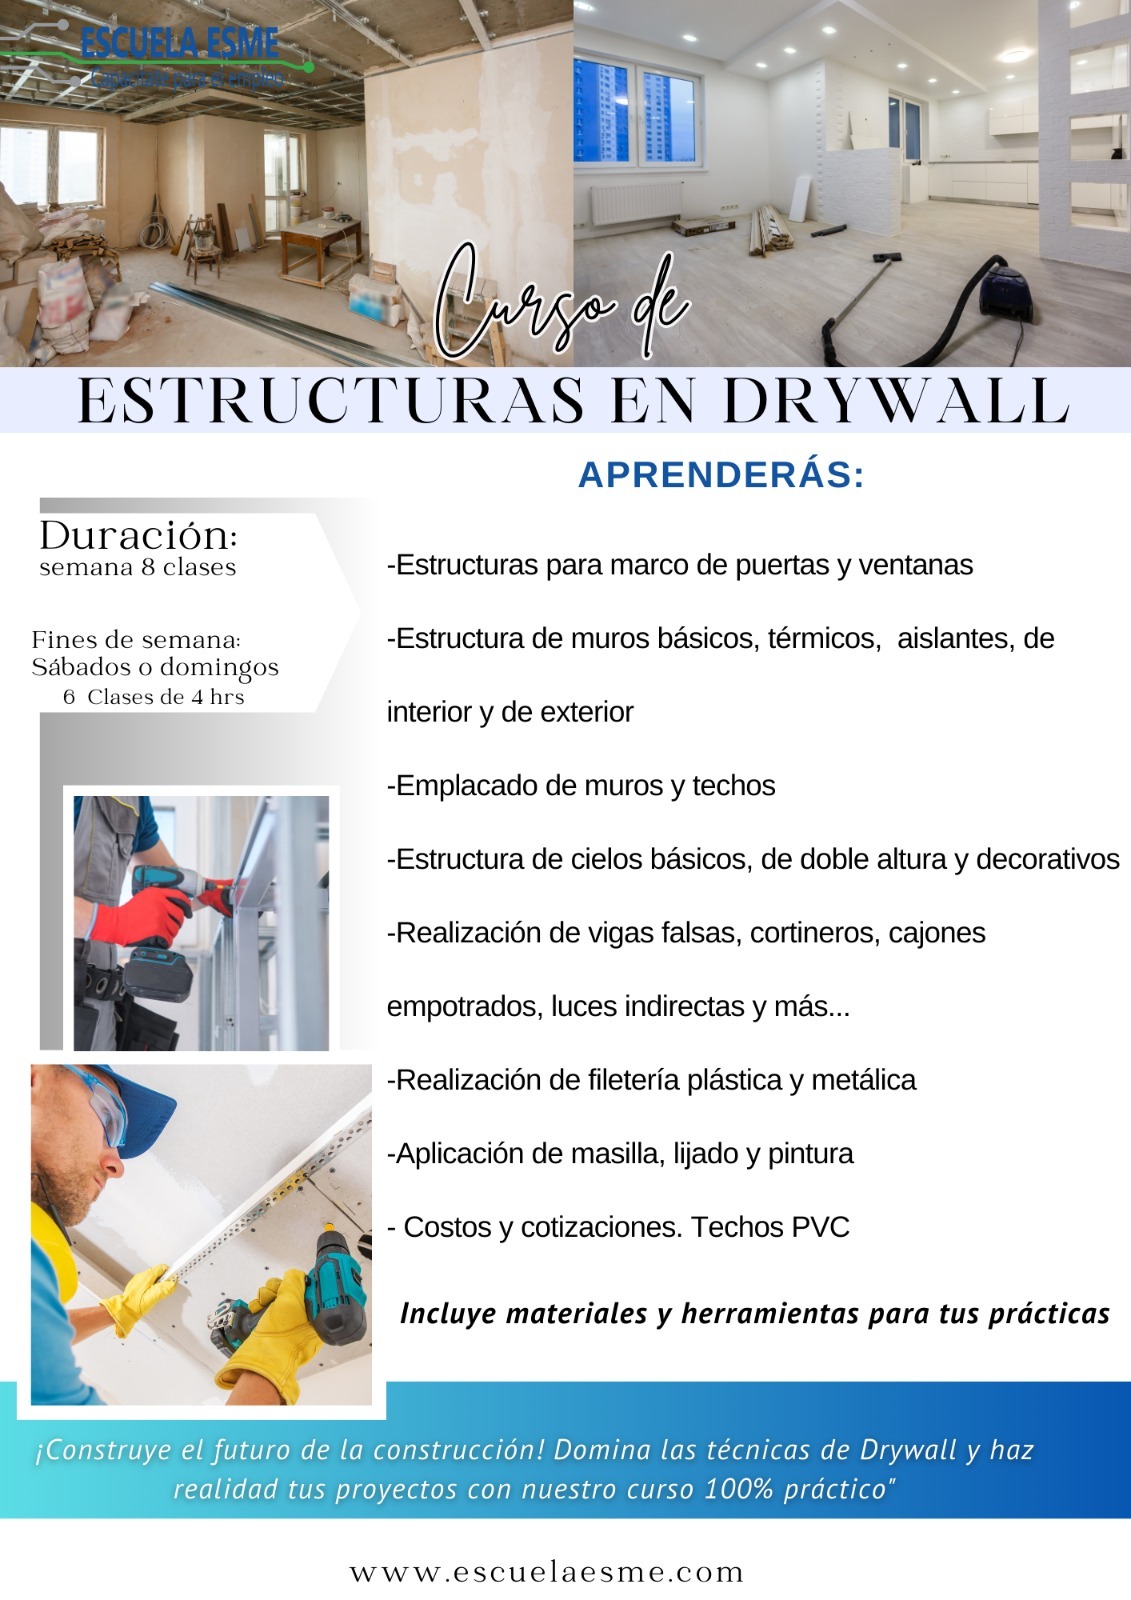 ESCUELA ESME
Capacítate para el empleo
Curso de
ESTRUCTURAS EN DRYWALL
APRENDERÁS:
Duración:
semana 8 clases
Fines de semana:
Sábados o domingos
6 Clases de 4 hrs
-Estructuras para marco de puertas y ventanas
-Estructura de muros básicos, térmicos, aislantes, de
interior y de exterior
-Emplacado de muros y techos
-Estructura de cielos básicos, de doble altura y decorativos
-Realización de vigas falsas, cortineros, cajones
empotrados, luces indirectas y más...
-Realización de filetería plástica y metálica
-Aplicación de masilla, lijado y pintura
- Costos y cotizaciones. Techos PVC
Incluye materiales y herramientas para tus prácticas
¡Construye el futuro de la construcción! Domina las técnicas de Drywall y haz
realidad tus proyectos con nuestro curso 100% práctico"
www.escuelaesme.com